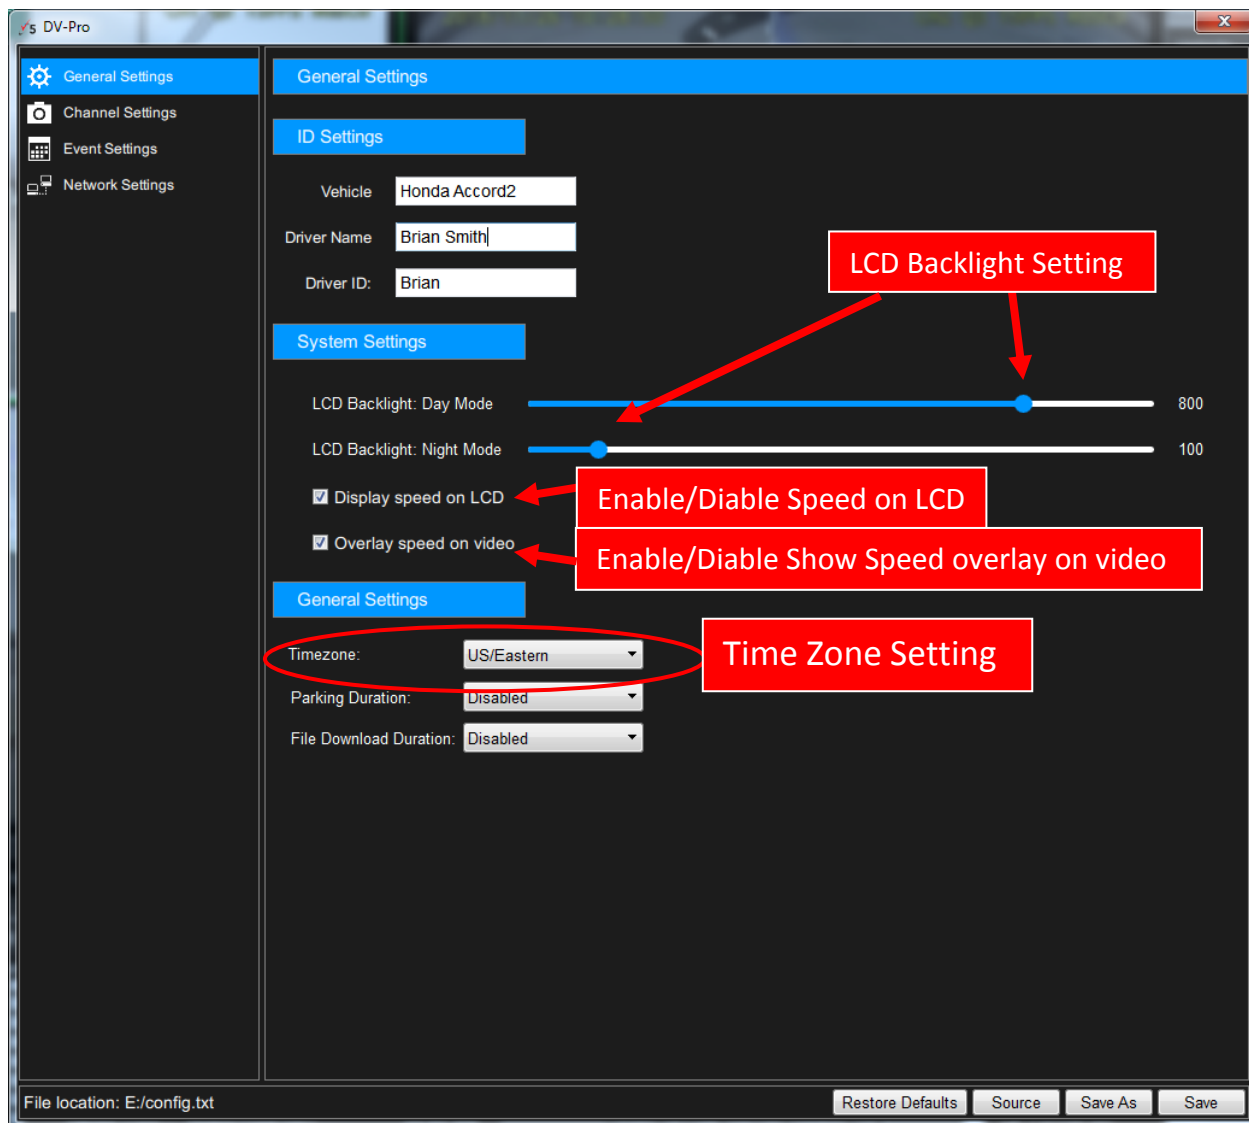 DV-Pro
General Settings
Channel Settings
Event Settings
Network Settings
General Settings
ID Settings
Vehicle Honda Accord2
Driver Name Brian Smith
Driver ID: Brian
LCD Backlight Setting
System Settings
LCD Backlight: Day Mode 800
LCD Backlight: Night Mode 100
Display speed on LCD
Enable/Diable Speed on LCD
Overlay speed on video
Enable/Diable Show Speed overlay on video
General Settings
Timezone: US/Eastern
Time Zone Setting
Parking Duration: Disabled
File Download Duration: Disabled
File location: E:/config.txt
Restore Defaults Source Save As Save